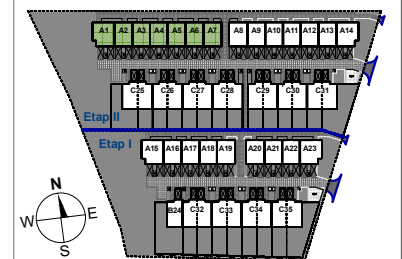 A1 A2 A3 A4 A5 A6 A7 A8 A9 A10 A11 A12 A13 A14
C25 C26 C27 C28 C29 C30 C31
Etap II
Etap I
A15 A16 A17 A18 A19 A20 A21 A22 A23
B24 C32 C33 C34 C35
N
W E
S